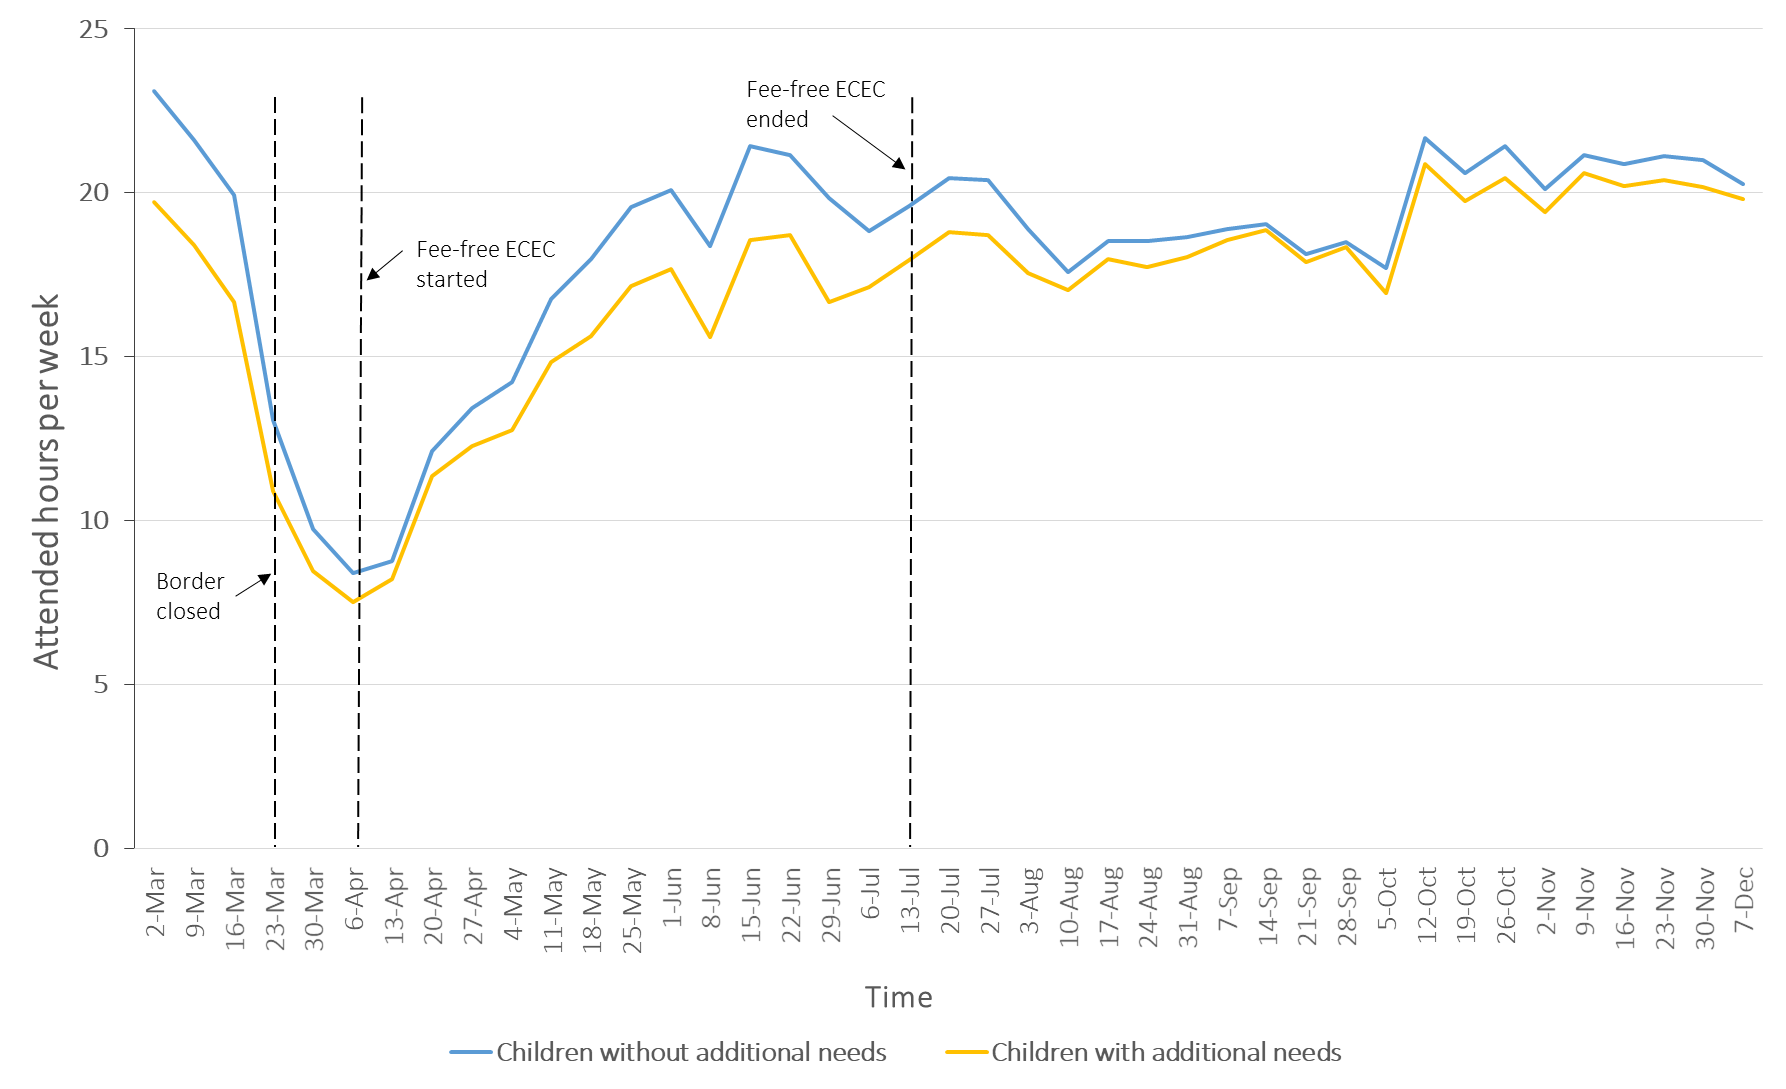 25
20
15
10
5
0
Attended hours per week
Fee-free ECEC
ended
Fee-free ECEC
started
Border
closed
2-Mar
9-Mar
16-Mar
23-Mar
30-Mar
6-Apr
13-Apr
20-Apr
27-Apr
4-May
11-May
18-May
25-May
1-Jun
8-Jun
15-Jun
22-Jun
29-Jun
6-Jul
13-Jul
20-Jul
27-Jul
3-Aug
10-Aug
17-Aug
24-Aug
31-Aug
7-Sep
14-Sep
21-Sep
28-Sep
5-Oct
12-Oct
19-Oct
26-Oct
2-Nov
9-Nov
16-Nov
23-Nov
30-Nov
7-Dec
Time
Children without additional needs
Children with additional needs